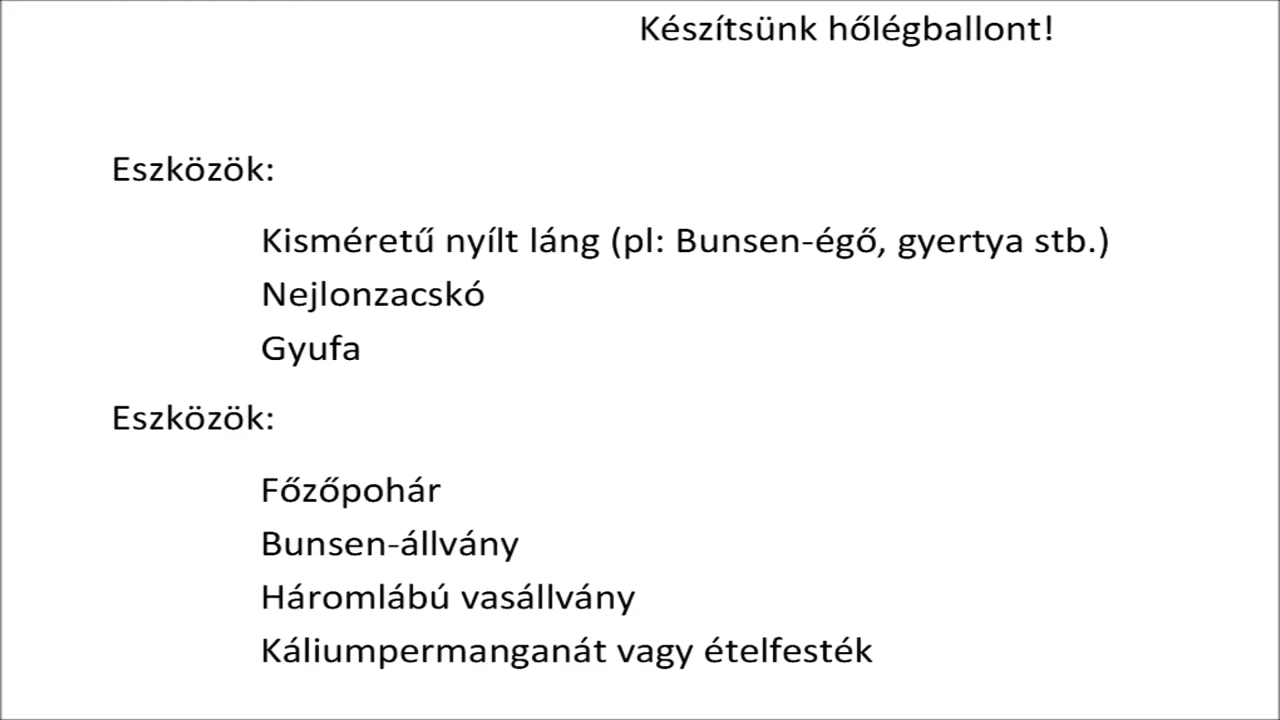 Készítsünk hőlégballont!
Eszközök:
Kisméretű nyílt láng (pl: Bunsen-égő, gyertya stb.)
Nejlonzacskó
Gyufa
Eszközök:
Főzőpohár
Bunsen-állvány
Háromlábú vasállvány
Káliumpermanganát vagy ételfesték